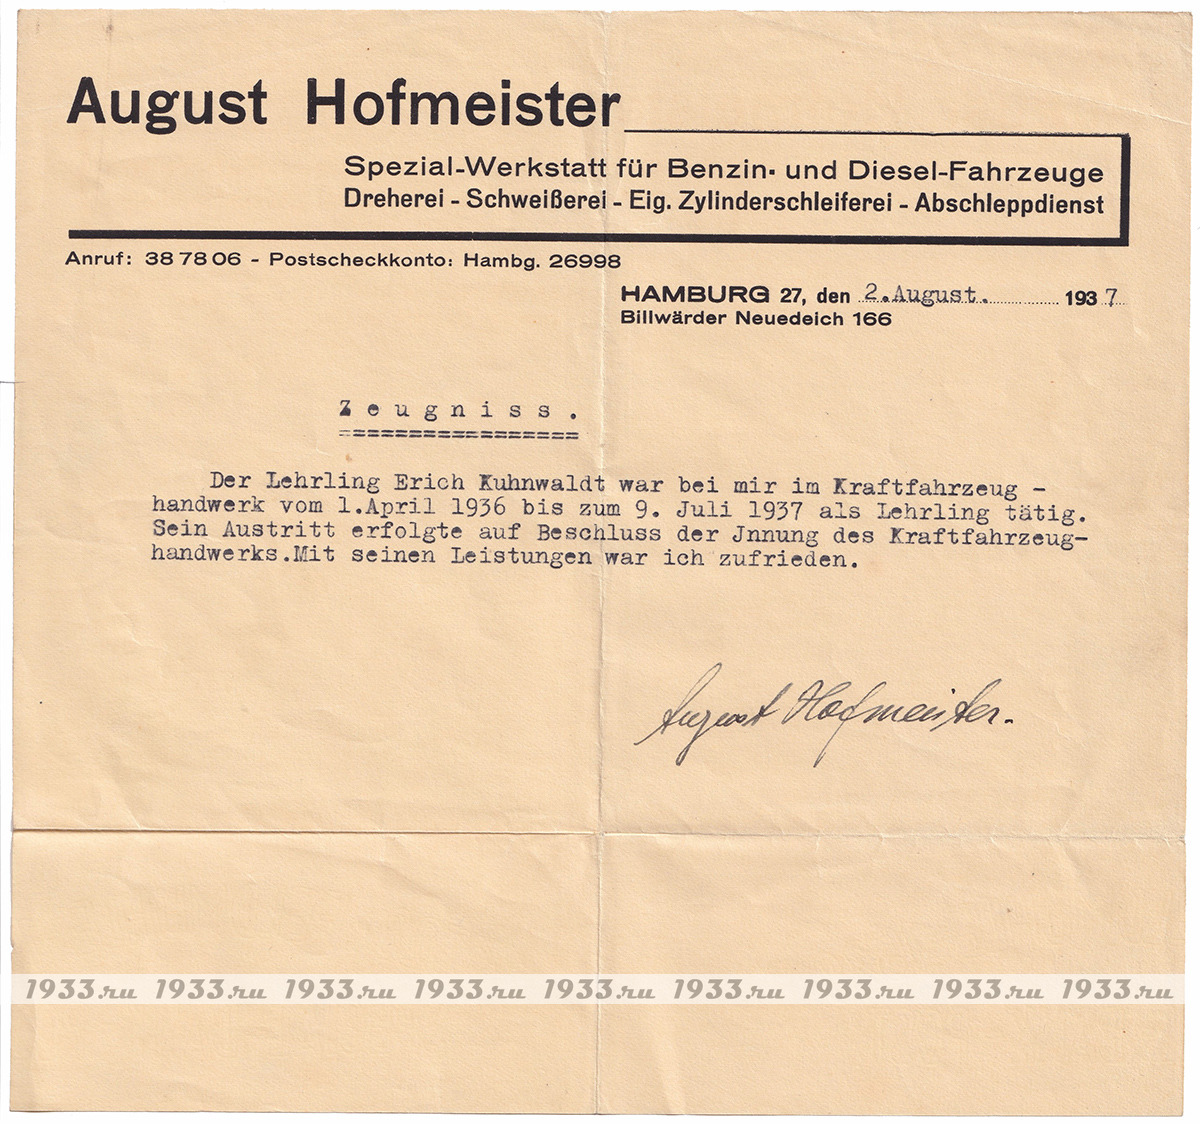 August Hofmeister
Spezial-Werkstatt für Benzin- und Diesel-Fahrzeuge
Dreherei - Schweißerei - Eig. Zylinderschleiferei - Abschleppdienst
Anruf: 38 78 06 - Postscheckkonto: Hambg. 26998
HAMBURG 27, den 2.August. 1937
Billwärder Neuedeich 166
Zeugniss.
==================
Der Lehrling Erich Kuhnwaldt war bei mir im Kraftfahrzeug -
handwerk vom 1.April 1936 bis zum 9. Juli 1937 als Lehrling tätig.
Sein Austritt erfolgte auf Beschluss der Jnnung des Kraftfahrzeug-
handwerks.Mit seinen Leistungen war ich zufrieden.
August Hofmeister.
1933.ru 1933.ru 1933.ru 1933.ru 1933.ru 1933.ru 1933.ru 1933.ru 1933.ru